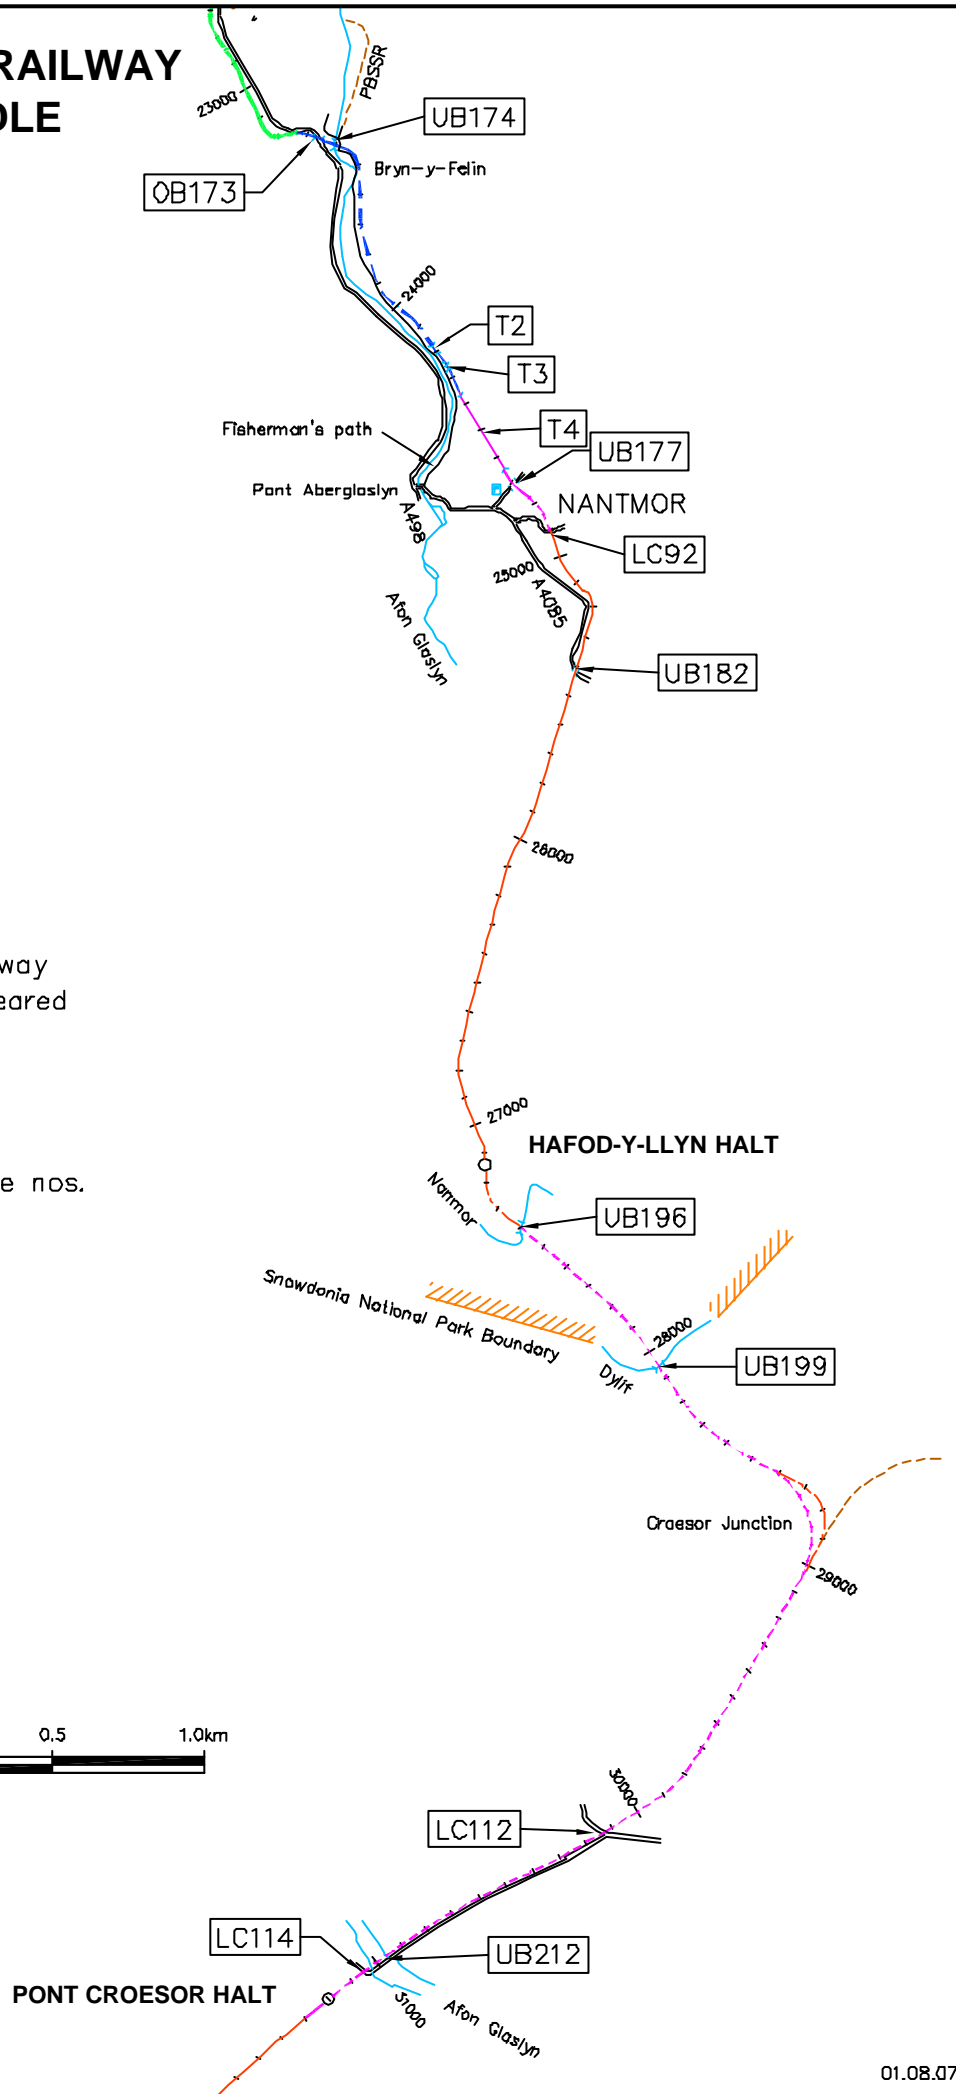 RAILWAY
DLE
PBSSR
23000
UB174
Bryn-y-Felin
OB173
24000
T2
T3
Fisherman's path
T4
UB177
Pont Aberglaslyn
NANTMOR
A498
LC92
25000
A4085
Afon Glaslyn
UB182
26000
way
eared
27000
HAFOD-Y-LLYN HALT
e nos.
Nanmor
UB196
Snowdonia National Park Boundary
28000
UB199
Dylif
Croesor Junction
29000
0.5 1.0km
30000
LC112
LC114
UB212
PONT CROESOR HALT
31000
Afon Glaslyn
01.08.07